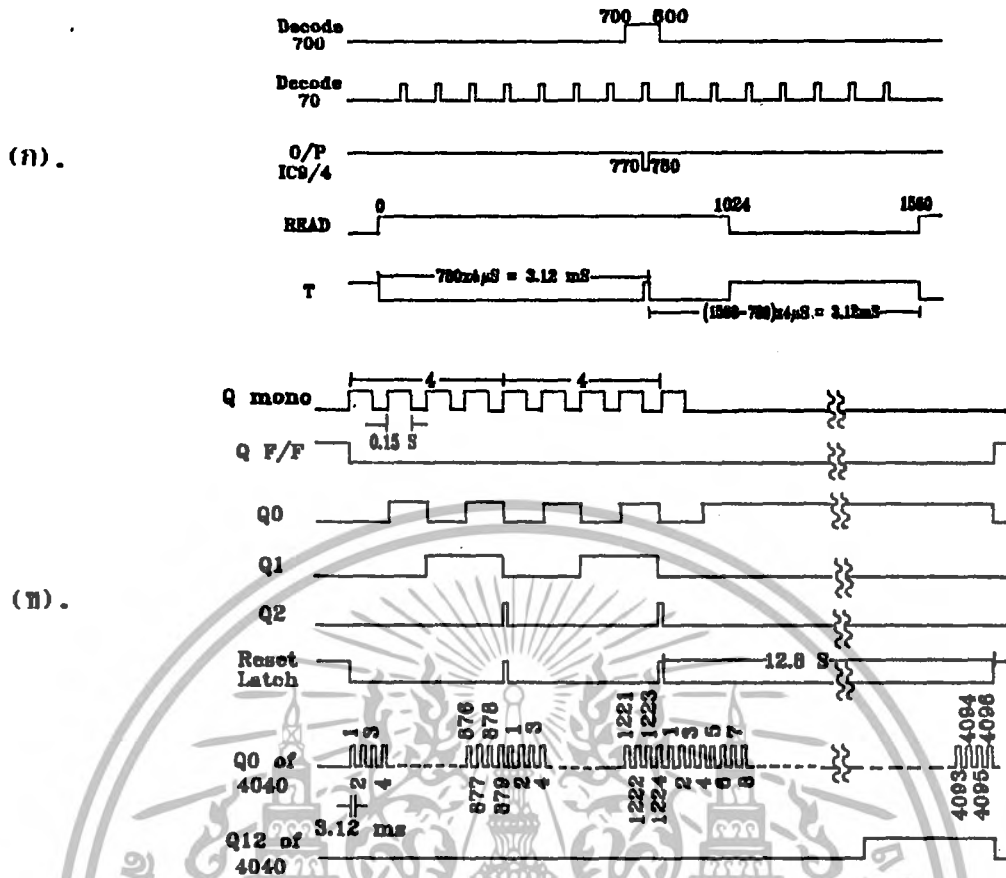 700 800
Decode
700
Decode
70
(ก).
O/P
IC9/4
770 780
0 1024 1560
READ
780x4μS = 3.12 mS
T
(1560-780)x4μS = 3.12mS
4 4
Q mono
0.15 S
Q F/F
Q0
Q1
(ข).
Q2
Reset
Latch
12.8 S
1 3 876 878 1 3 1221 1223 1 3 5 7 4094 4096
Q0 of
4040
2 4 877 879 2 4 1222 1224 2 4 6 8 4093 4095
3.12 ms
Q12 of
4040